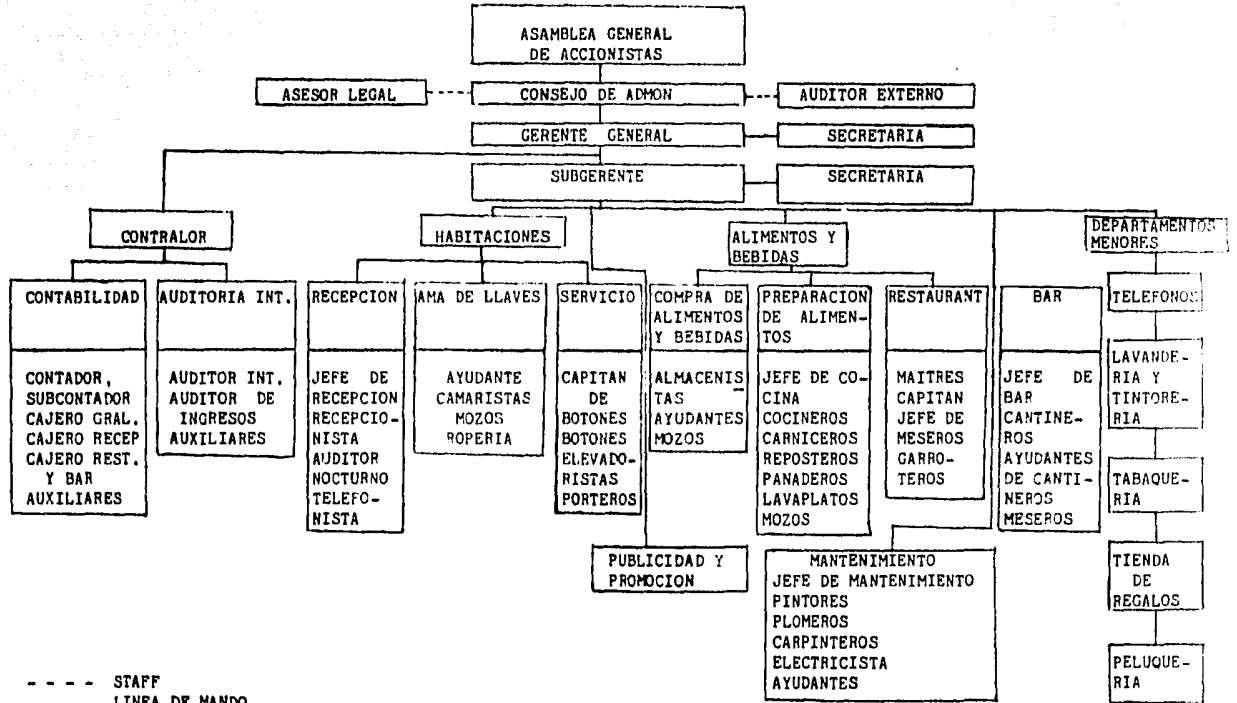 ASAMBLEA GENERAL
DE ACCIONISTAS
ASESOR LEGAL
CONSEJO DE ADMON
AUDITOR EXTERNO
GERENTE GENERAL
SECRETARIA
SUBGERENTE
SECRETARIA
CONTRALOR
HABITACIONES
ALIMENTOS Y
BEBIDAS
DEPARTAMENTOS
MENORES
CONTABILIDAD
CONTADOR,
SUBCONTADOR
CAJERO GRAL.
CAJERO RECEP
CAJERO REST.
Y BAR
AUXILIARES
AUDITORIA INT.
AUDITOR INT.
AUDITOR DE
INGRESOS
AUXILIARES
RECEPCION
JEFE DE
RECEPCION
RECEPCIO-
NISTA
AUDITOR
NOCTURNO
TELEFO-
NISTA
AMA DE LLAVES
AYUDANTE
CAMARISTAS
MOZOS
ROPERIA
SERVICIO
CAPITAN
DE
BOTONES
BOTONES
ELEVADO-
RISTAS
PORTEROS
COMPRA DE
ALIMENTOS
Y BEBIDAS
ALMACENIS
TAS
AYUDANTES
MOZOS
PREPARACION
DE ALIMEN-
TOS
JEFE DE CO-
CINA
COCINEROS
CARNICEROS
REPOSTEROS
PANADEROS
LAVAPLATOS
MOZOS
RESTAURANT
MAITRES
CAPITAN
JEFE DE
MESEROS
GARRO-
TEROS
BAR
JEFE DE
BAR
CANTINE-
ROS
AYUDANTES
DE CANTI-
NEROS
MESEROS
TELEFONOS
LAVANDE-
RIA Y
TINTORE-
RIA
TABAQUE-
RIA
TIENDA
DE
REGALOS
PELUQUE-
RIA
PUBLICIDAD Y
PROMOCION
MANTENIMIENTO
JEFE DE MANTENIMIENTO
PINTORES
PLOMEROS
CARPINTEROS
ELECTRICISTA
AYUDANTES
- - - - STAFF
LINEA DE MANDO